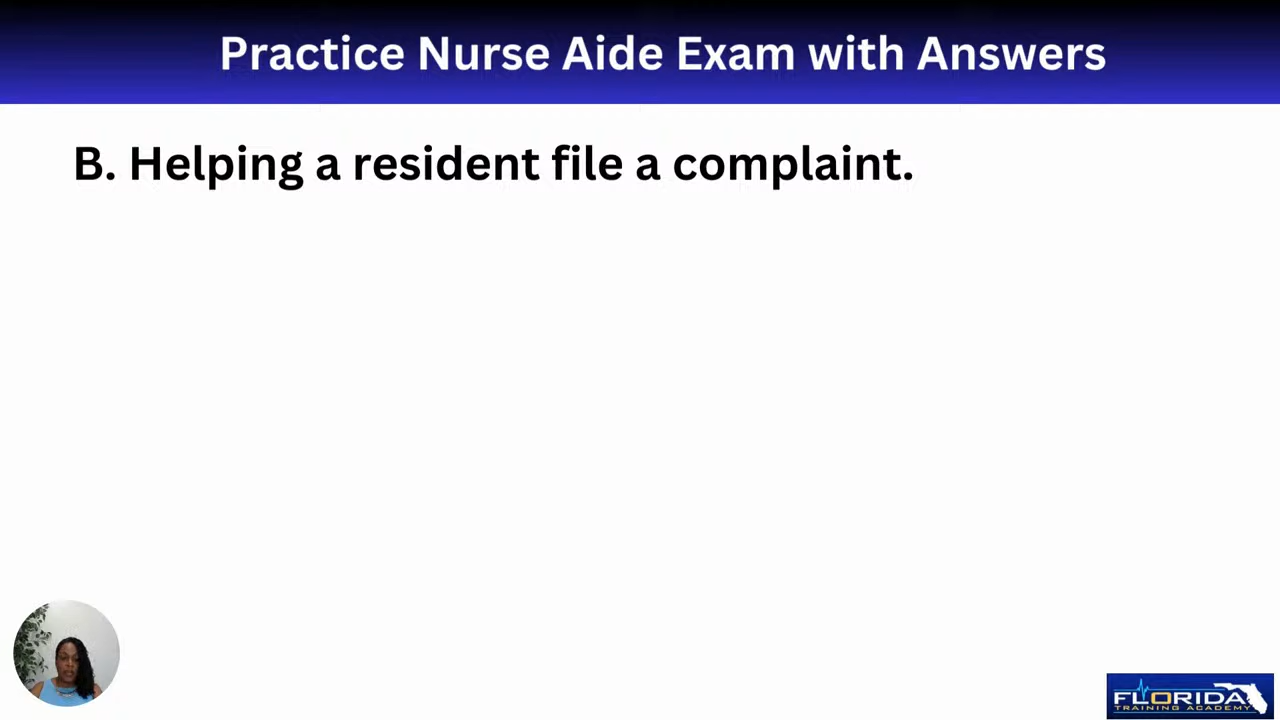 Practice Nurse Aide Exam with Answers
B. Helping a resident file a complaint.
FLORIDA
TRAINING ACADEMY